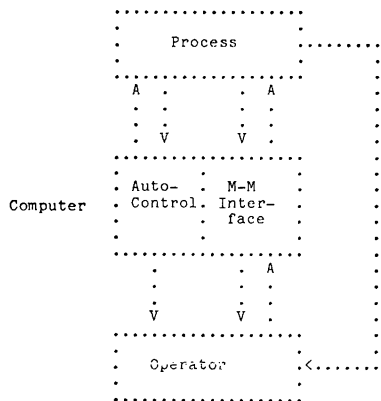 Process
A A
V V
Auto- M-M
Computer Control Inter-
face
A
V V
Operator